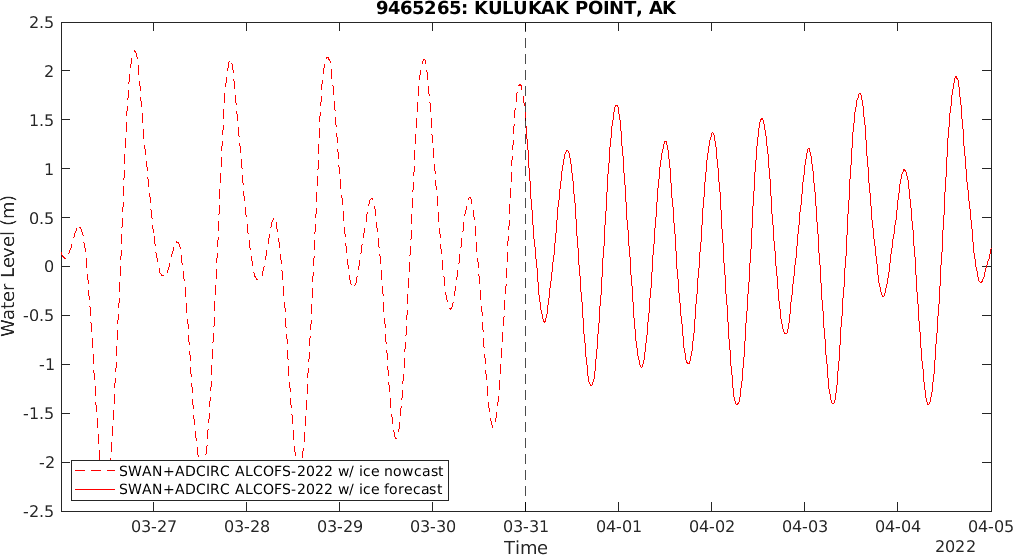 9465265: KULUKAK POINT, AK
Water Level (m)
2.5
2
1.5
1
0.5
0
-0.5
-1
-1.5
-2
-2.5
SWAN+ADCIRC ALCOFS-2022 w/ ice nowcast
SWAN+ADCIRC ALCOFS-2022 w/ ice forecast
03-27 03-28 03-29 03-30 03-31 04-01 04-02 04-03 04-04 04-05
Time
2022